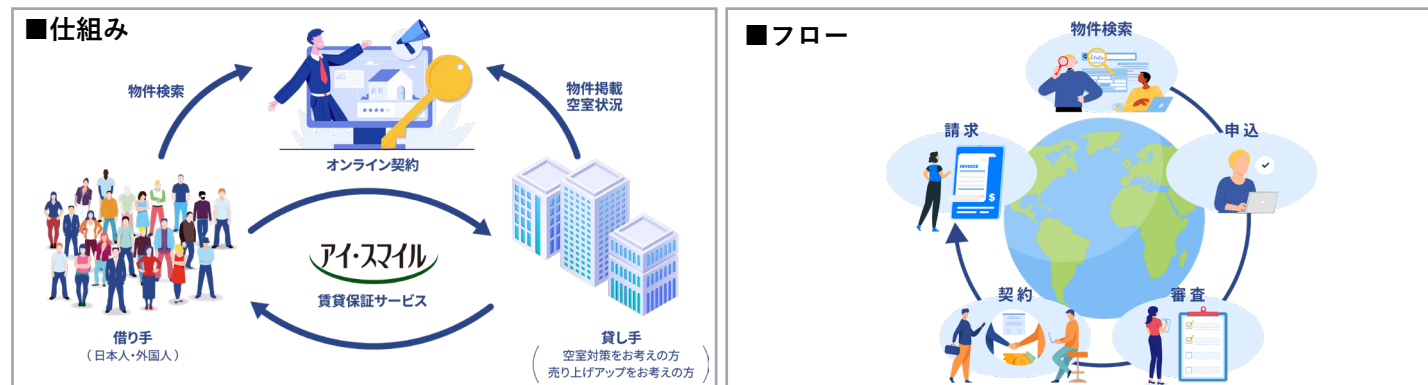 ■仕組み
物件検索
物件掲載
空室状況
オンライン契約
アイ・スマイル
賃貸保証サービス
借り手
（日本人・外国人）
貸し手
空室対策をお考えの方
売り上げアップをお考えの方
■フロー
物件検索
申込
審査
契約
請求
INVOICE
$